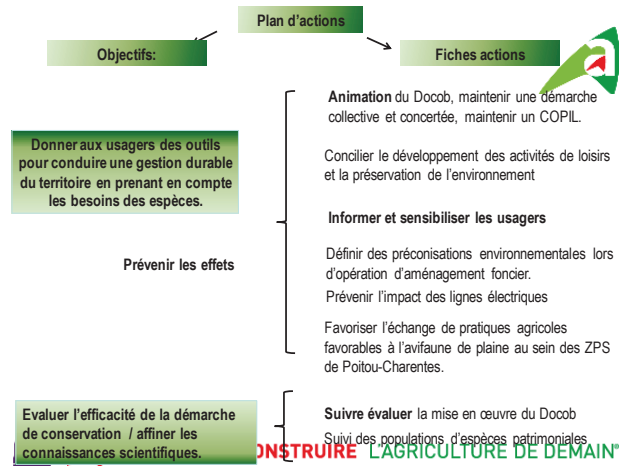 Plan d'actions
Objectifs:
Fiches actions
Animation du Docob, maintenir une démarche
collective et concertée, maintenir un COPIL.
Donner aux usagers des outils
pour conduire une gestion durable
du territoire en prenant en compte
les besoins des espèces.
Concilier le développement des activités de loisirs
et la préservation de l'environnement
Informer et sensibiliser les usagers
Prévenir les effets
Définir des préconisations environnementales lors
d'opération d'aménagement foncier.
Prévenir l'impact des lignes électriques
Favoriser l'échange de pratiques agricoles
favorables à l'avifaune de plaine au sein des ZPS
de Poitou-Charentes.
Evaluer l'efficacité de la démarche
de conservation / affiner les
connaissances scientifiques.
Suivre évaluer la mise en œuvre du Docob
Suivi des populations d'espèces patrimoniales
ONSTRUIRE L'AGRICULTURE DE DEMAIN